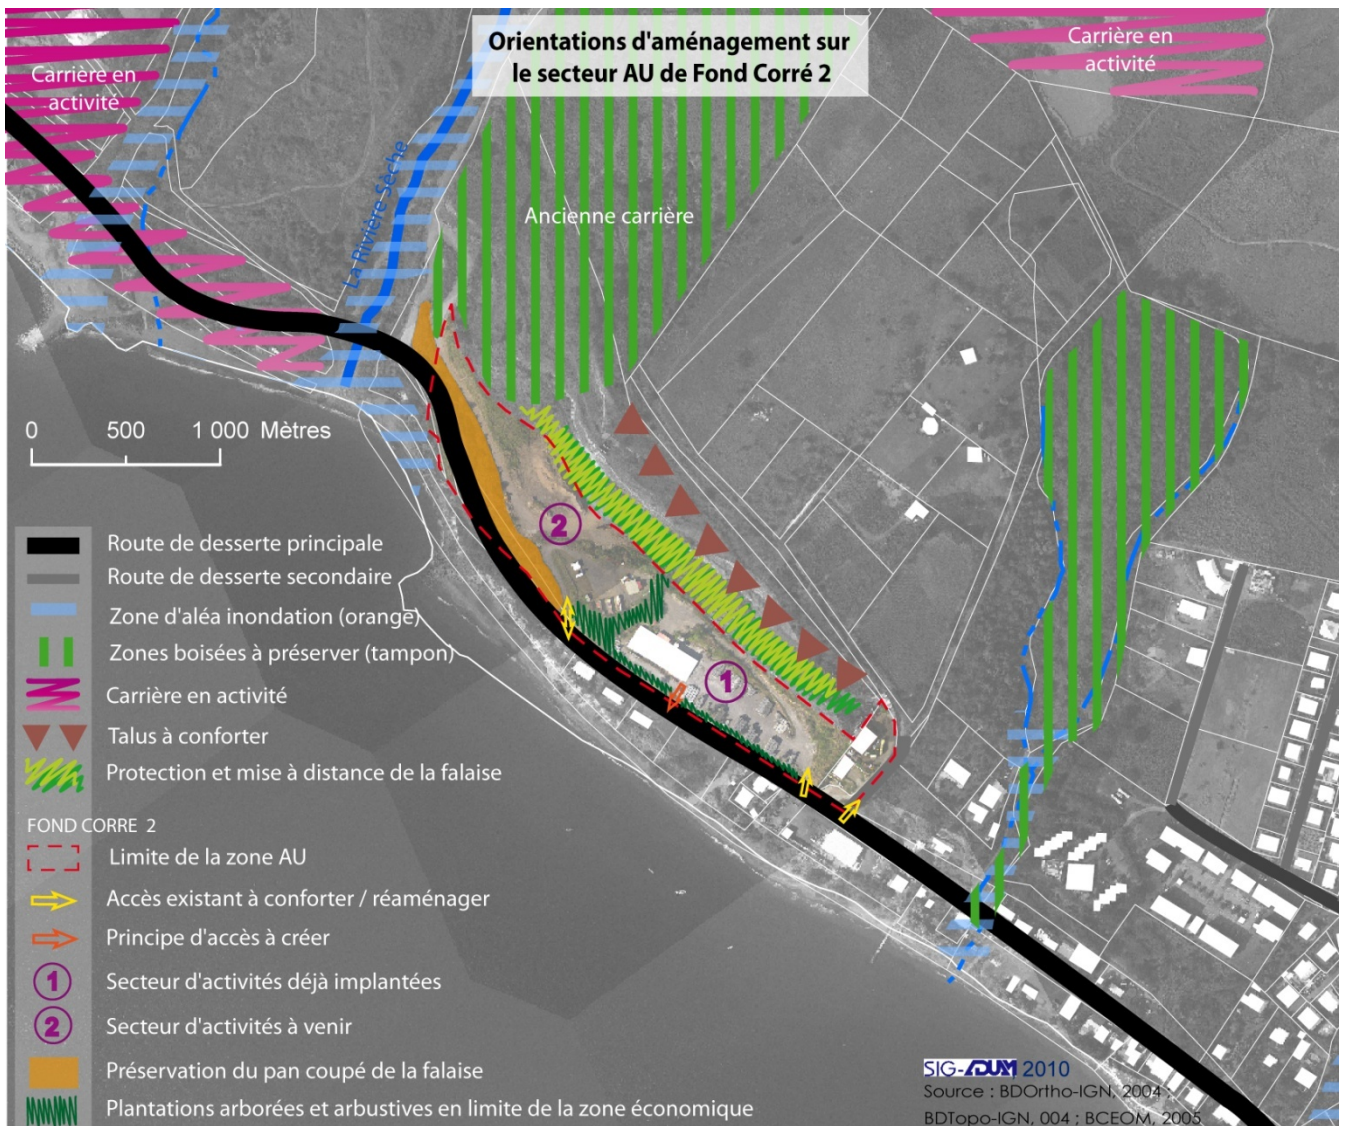 Orientations d'aménagement sur
le secteur AU de Fond Corré 2
Carrière en
activité
Carrière en
activité
La Rivière Sèche
Ancienne carrière
0 500 1 000 Mètres
2
1
Route de desserte principale
Route de desserte secondaire
Zone d'aléa inondation (orange)
Zones boisées à préserver (tampon)
Carrière en activité
Talus à conforter
Protection et mise à distance de la falaise
FOND CORRE 2
Limite de la zone AU
Accès existant à conforter / réaménager
Principe d'accès à créer
1 Secteur d'activités déjà implantées
2 Secteur d'activités à venir
Préservation du pan coupé de la falaise
Plantations arborées et arbustives en limite de la zone économique
SIG-ADUM 2010
Source : BDOrtho-IGN, 2004 ;
BDTopo-IGN, 004 ; BCEOM, 2005